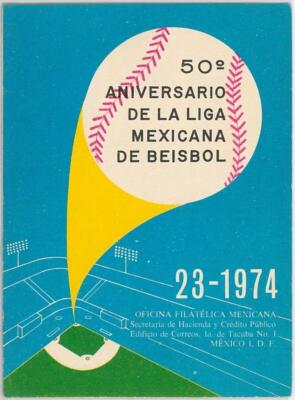 50º
ANIVERSARIO
DE LA LIGA
MEXICANA
DE BEISBOL
23-1974
OFICINA FILATÉLICA MEXICANA
Secretaría de Hacienda y Crédito Público
Edificio de Correos, 1a. de Tacuba No. 1
MÉXICO 1, D. F.